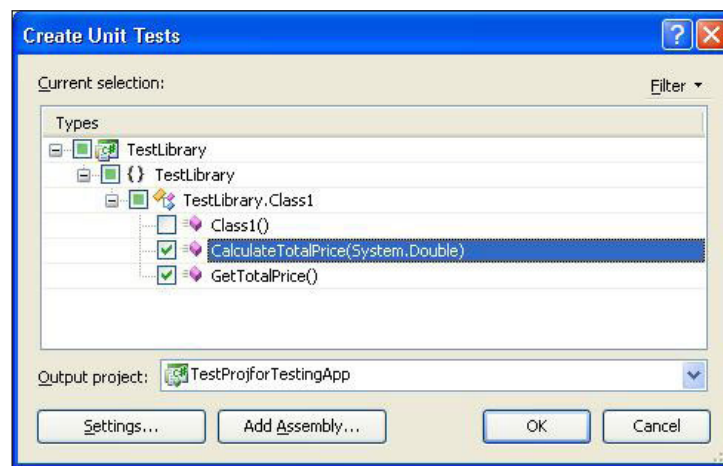 Create Unit Tests
Current selection:
Filter
Types
TestLibrary
{} TestLibrary
TestLibrary.Class1
Class1()
CalculateTotalPrice(System.Double)
GetTotalPrice()
Output project: TestProjforTestingApp
Settings... Add Assembly... OK Cancel